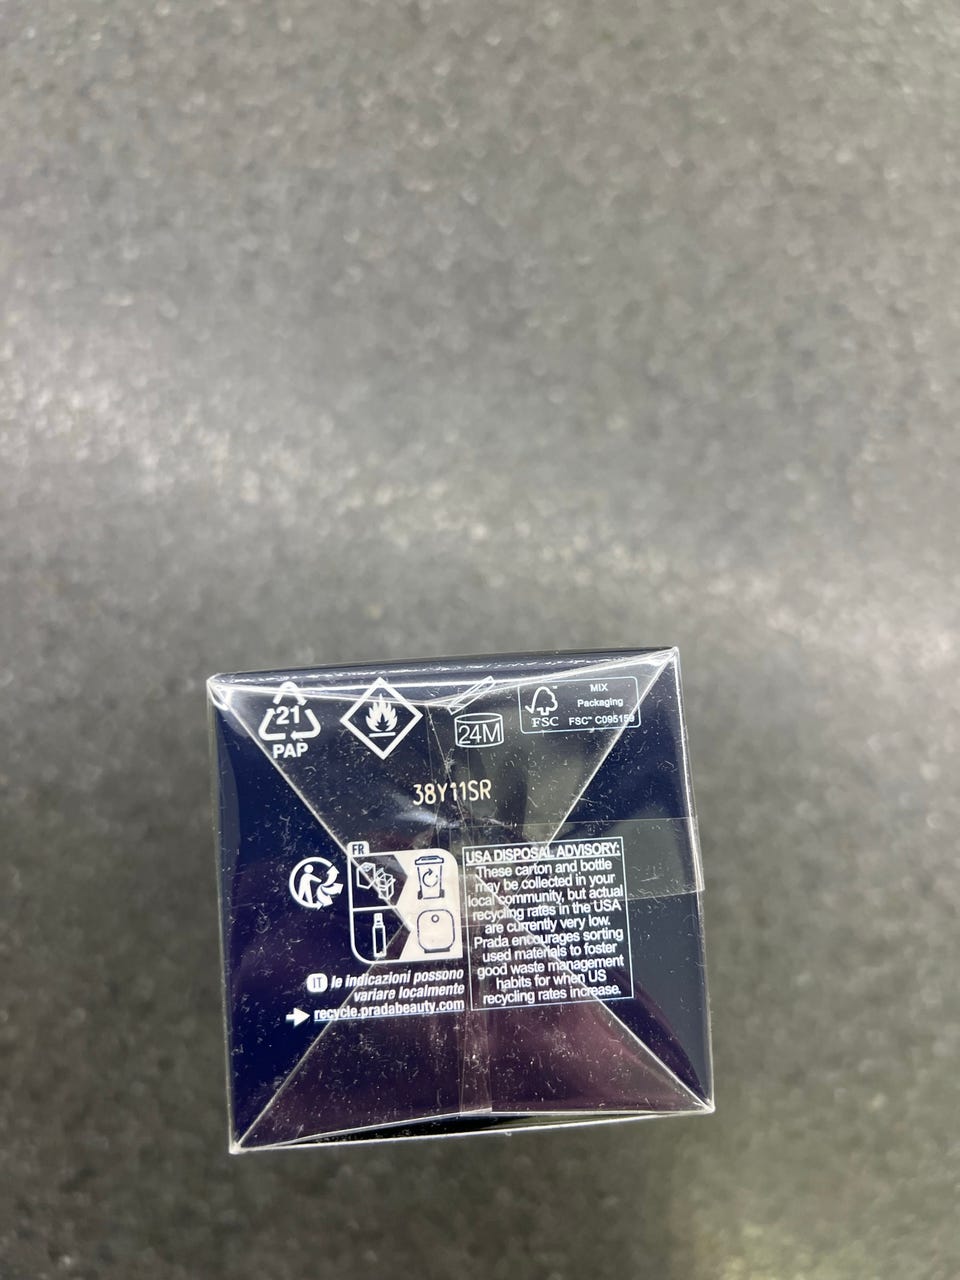 21
PAP
24M
FSC
MIX
Packaging
FSC™ C095159
38Y11SR
FR
USA DISPOSAL ADVISORY:
These carton and bottle
may be collected in your
local community, but actual
recycling rates in the USA
are currently very low.
Prada encourages sorting
used materials to foster
good waste management
habits for when US
recycling rates increase.
IT le indicazioni possono
variare localmente
recycle.pradabeauty.com